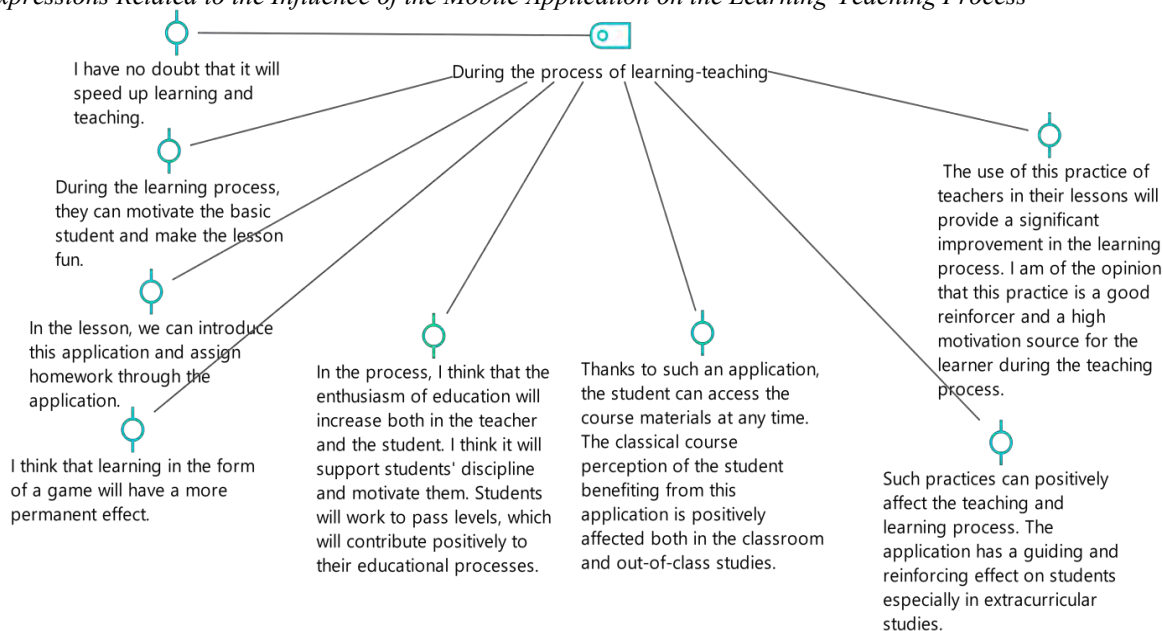 xpressions Related to the Influence of the Mobile Application on the Learning-Teaching Process
During the process of learning-teaching
I have no doubt that it will
speed up learning and
teaching.
During the learning process,
they can motivate the basic
student and make the lesson
fun.
In the lesson, we can introduce
this application and assign
homework through the
application.
I think that learning in the form
of a game will have a more
permanent effect.
In the process, I think that the
enthusiasm of education will
increase both in the teacher
and the student. I think it will
support students' discipline
and motivate them. Students
will work to pass levels, which
will contribute positively to
their educational processes.
Thanks to such an application,
the student can access the
course materials at any time.
The classical course
perception of the student
benefiting from this
application is positively
affected both in the classroom
and out-of-class studies.
The use of this practice of
teachers in their lessons will
provide a significant
improvement in the learning
process. I am of the opinion
that this practice is a good
reinforcer and a high
motivation source for the
learner during the teaching
process.
Such practices can positively
affect the teaching and
learning process. The
application has a guiding and
reinforcing effect on students
especially in extracurricular
studies.